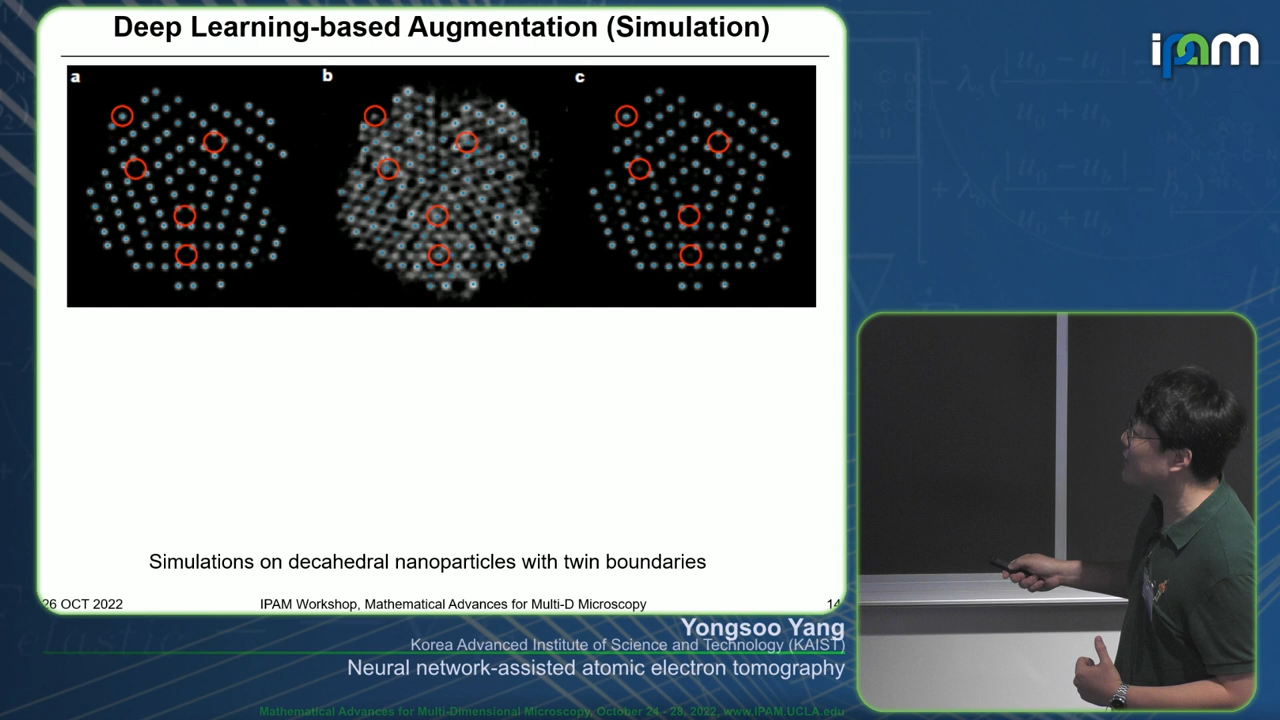 Deep Learning-based Augmentation (Simulation)
a
b
c
Simulations on decahedral nanoparticles with twin boundaries
26 OCT 2022
IPAM Workshop, Mathematical Advances for Multi-D Microscopy
14
ipam
Yongsoo Yang
Korea Advanced Institute of Science and Technology (KAIST)
Neural network-assisted atomic electron tomography
Mathematical Advances for Multi-Dimensional Microscopy, October 24 - 28, 2022, www.IPAM.UCLA.edu